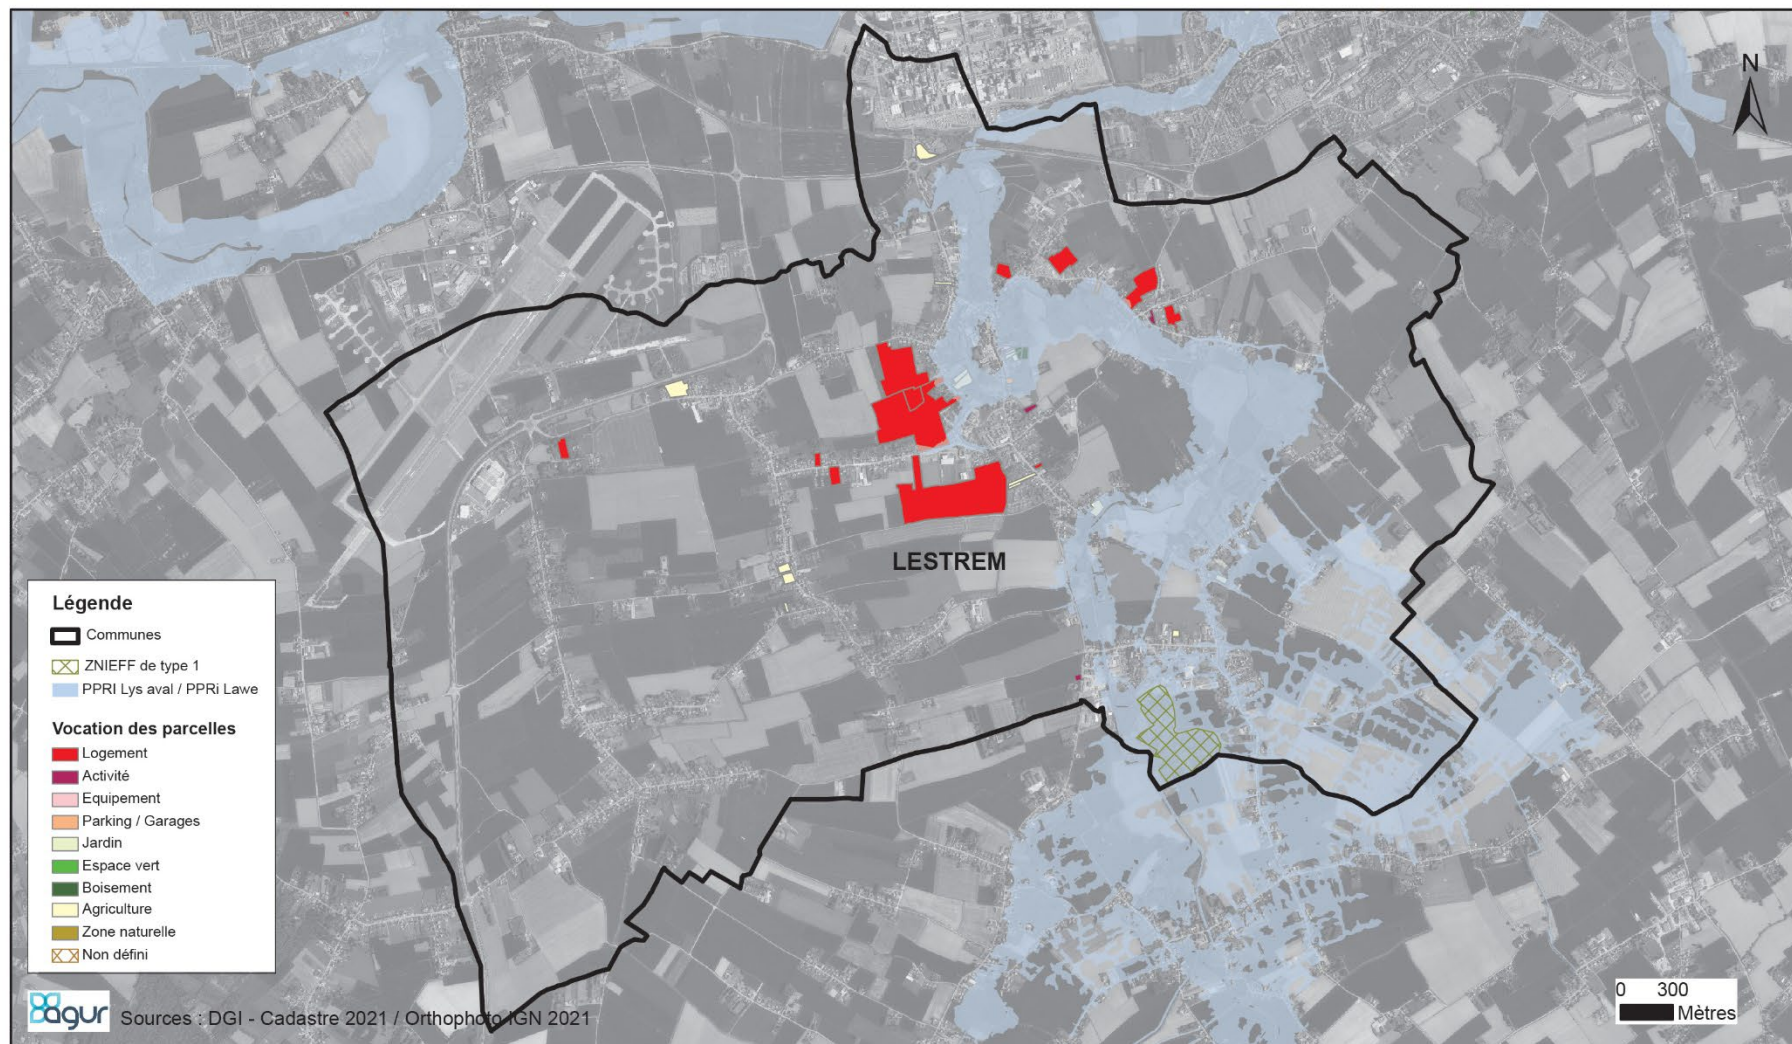 N
LESTREM
Légende
Communes
ZNIEFF de type 1
PPRI Lys aval / PPRi Lawe
Vocation des parcelles
Logement
Activité
Equipement
Parking / Garages
Jardin
Espace vert
Boisement
Agriculture
Zone naturelle
Non défini
agur
Sources : DGI - Cadastre 2021 / Orthophoto IGN 2021
0 300
Mètres